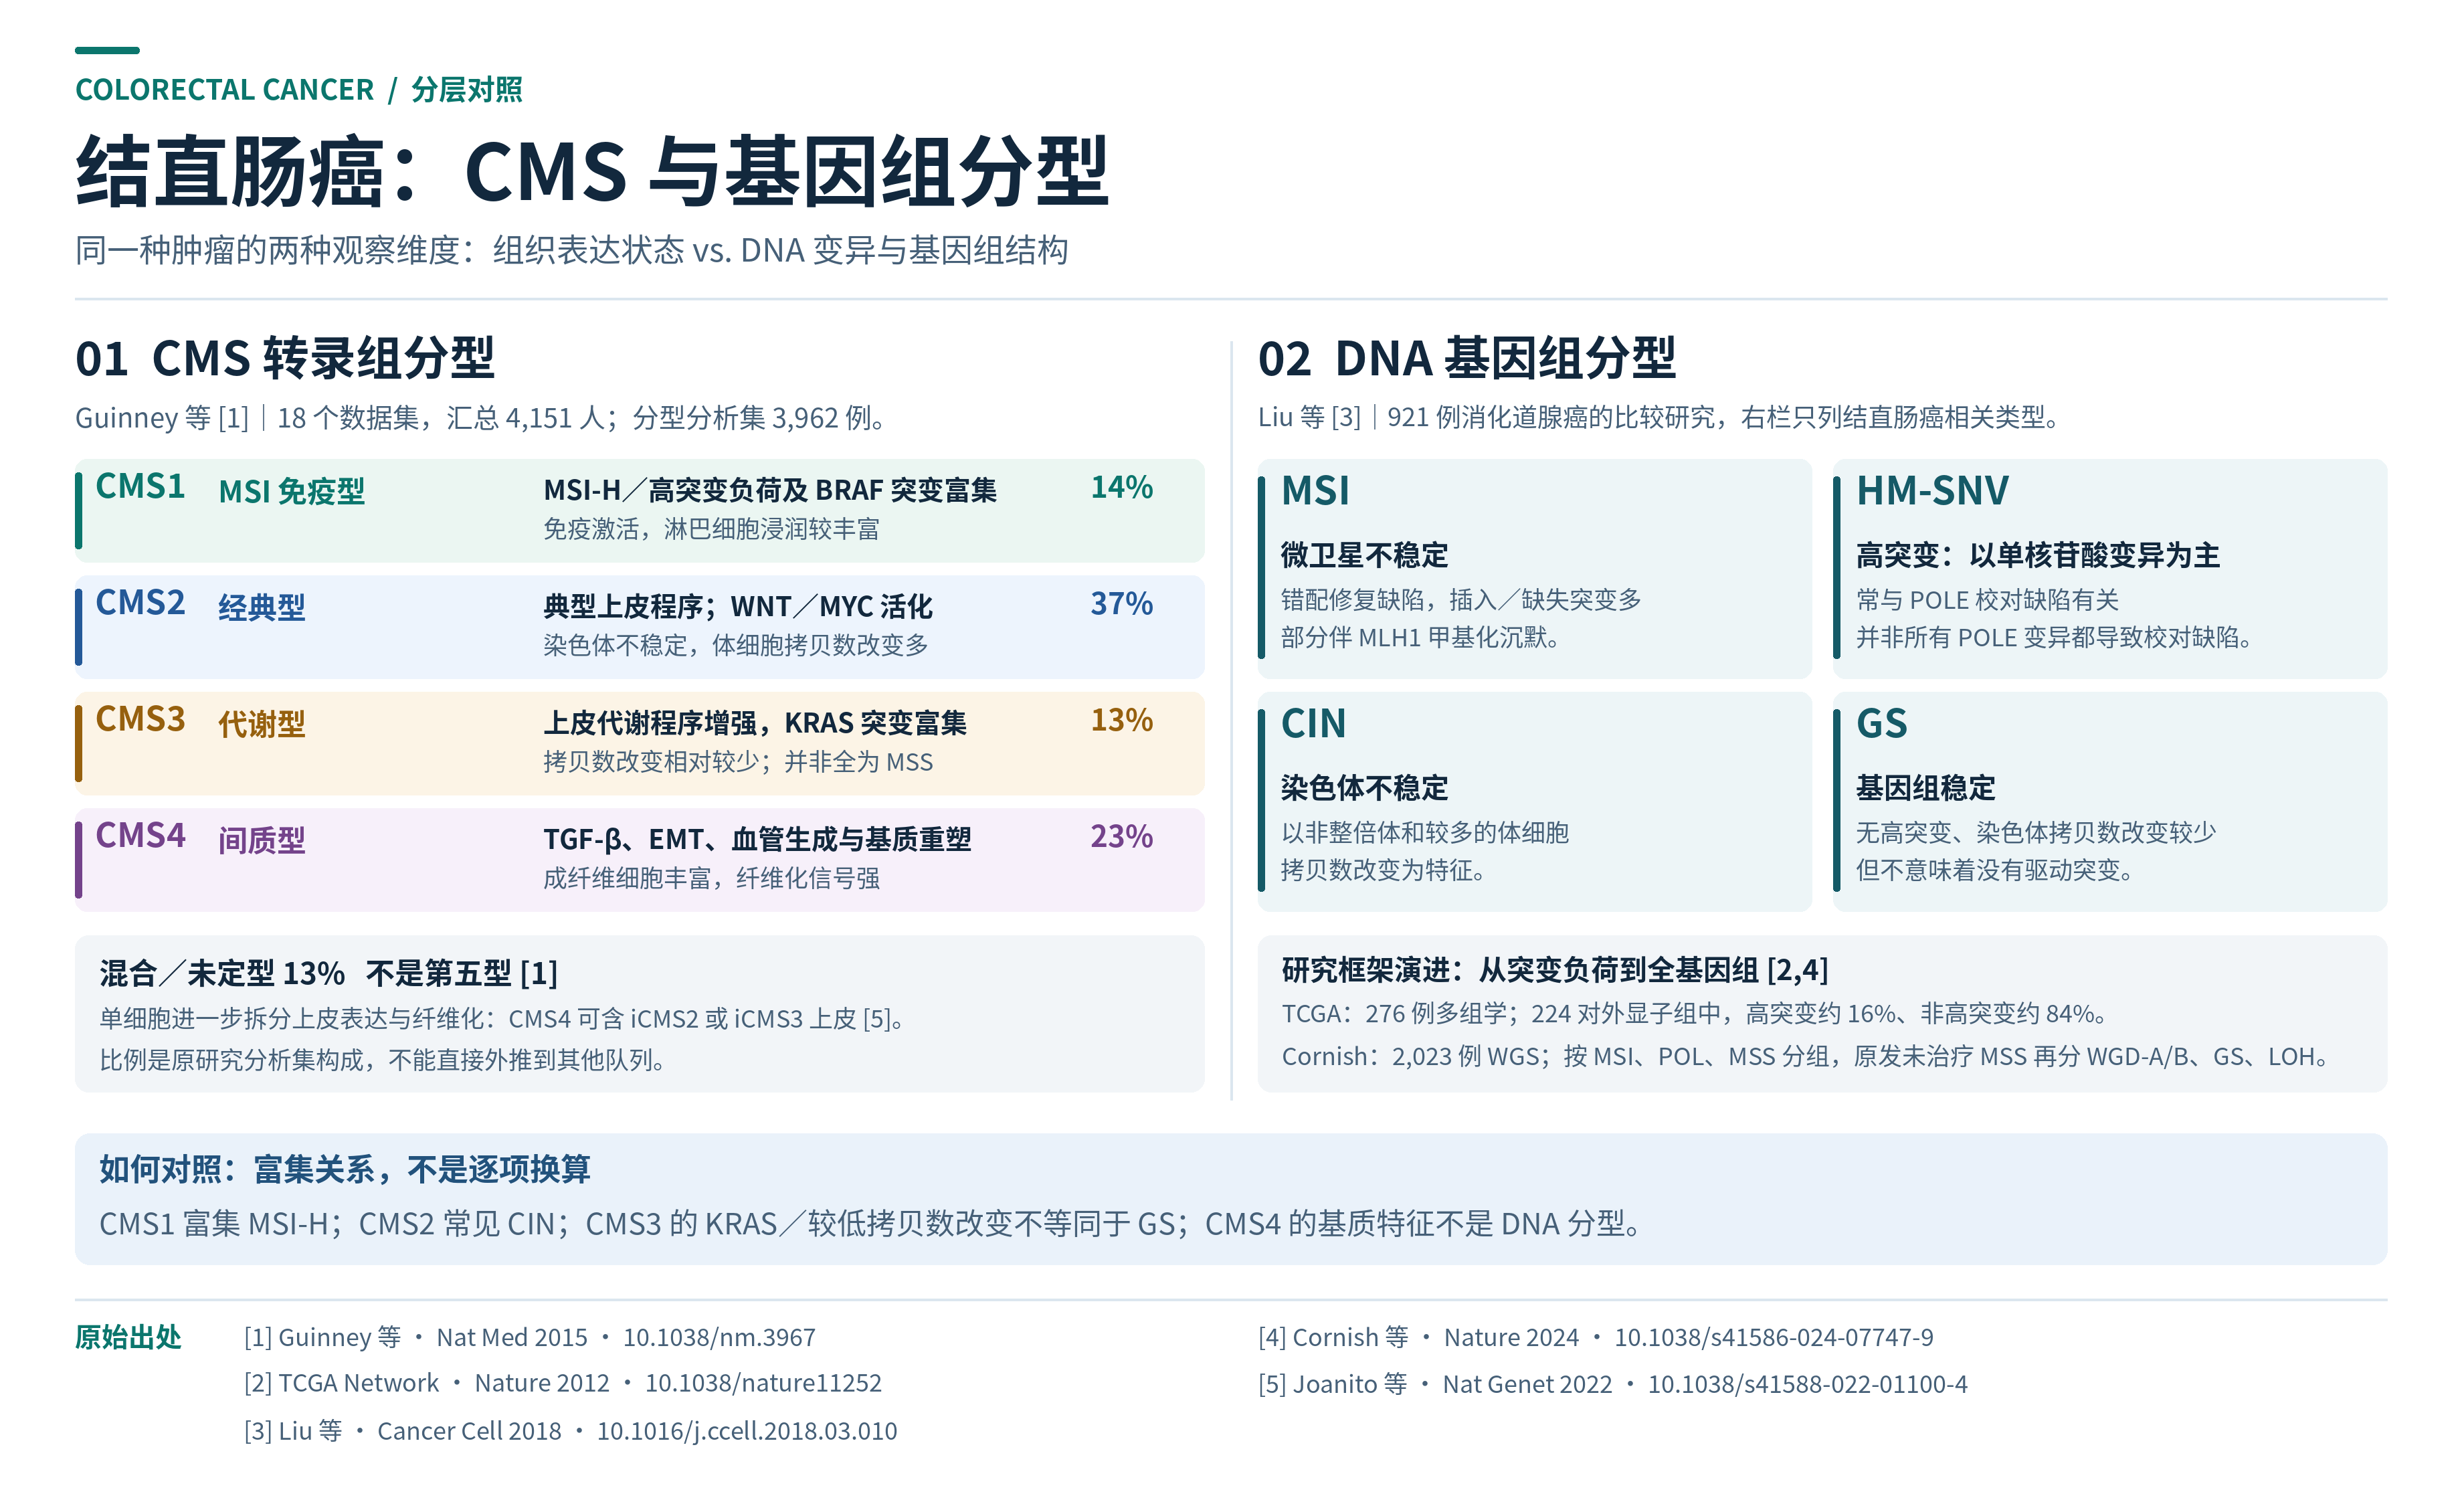 COLORECTAL CANCER / 分层对照
结直肠癌：CMS 与基因组分型
同一种肿瘤的两种观察维度：组织表达状态 vs. DNA 变异与基因组结构
01 CMS 转录组分型
Guinney 等 [1]｜18 个数据集，汇总 4,151 人；分型分析集 3,962 例。
CMS1 MSI 免疫型 MSI-H／高突变负荷及 BRAF 突变富集 14%
免疫激活，淋巴细胞浸润较丰富
CMS2 经典型 典型上皮程序；WNT／MYC 活化 37%
染色体不稳定，体细胞拷贝数改变多
CMS3 代谢型 上皮代谢程序增强，KRAS 突变富集 13%
拷贝数改变相对较少；并非全为 MSS
CMS4 间质型 TGF-β、EMT、血管生成与基质重塑 23%
成纤维细胞丰富，纤维化信号强
混合／未定型 13% 不是第五型 [1]
单细胞进一步拆分上皮表达与纤维化：CMS4 可含 iCMS2 或 iCMS3 上皮 [5]。
比例是原研究分析集构成，不能直接外推到其他队列。
02 DNA 基因组分型
Liu 等 [3]｜921 例消化道腺癌的比较研究，右栏只列结直肠癌相关类型。
MSI
微卫星不稳定
错配修复缺陷，插入／缺失突变多
部分伴 MLH1 甲基化沉默。
HM-SNV
高突变：以单核苷酸变异为主
常与 POLE 校对缺陷有关
并非所有 POLE 变异都导致校对缺陷。
CIN
染色体不稳定
以非整倍体和较多的体细胞
拷贝数改变为特征。
GS
基因组稳定
无高突变、染色体拷贝数改变较少
但不意味着没有驱动突变。
研究框架演进：从突变负荷到全基因组 [2,4]
TCGA：276 例多组学；224 对外显子组中，高突变约 16%、非高突变约 84%。
Cornish：2,023 例 WGS；按 MSI、POL、MSS 分组，原发未治疗 MSS 再分 WGD-A/B、GS、LOH。
如何对照：富集关系，不是逐项换算
CMS1 富集 MSI-H；CMS2 常见 CIN；CMS3 的 KRAS／较低拷贝数改变不等同于 GS；CMS4 的基质特征不是 DNA 分型。
原始出处
[1] Guinney 等 • Nat Med 2015 • 10.1038/nm.3967
[2] TCGA Network • Nature 2012 • 10.1038/nature11252
[3] Liu 等 • Cancer Cell 2018 • 10.1016/j.ccell.2018.03.010
[4] Cornish 等 • Nature 2024 • 10.1038/s41586-024-07747-9
[5] Joanito 等 • Nat Genet 2022 • 10.1038/s41588-022-01100-4